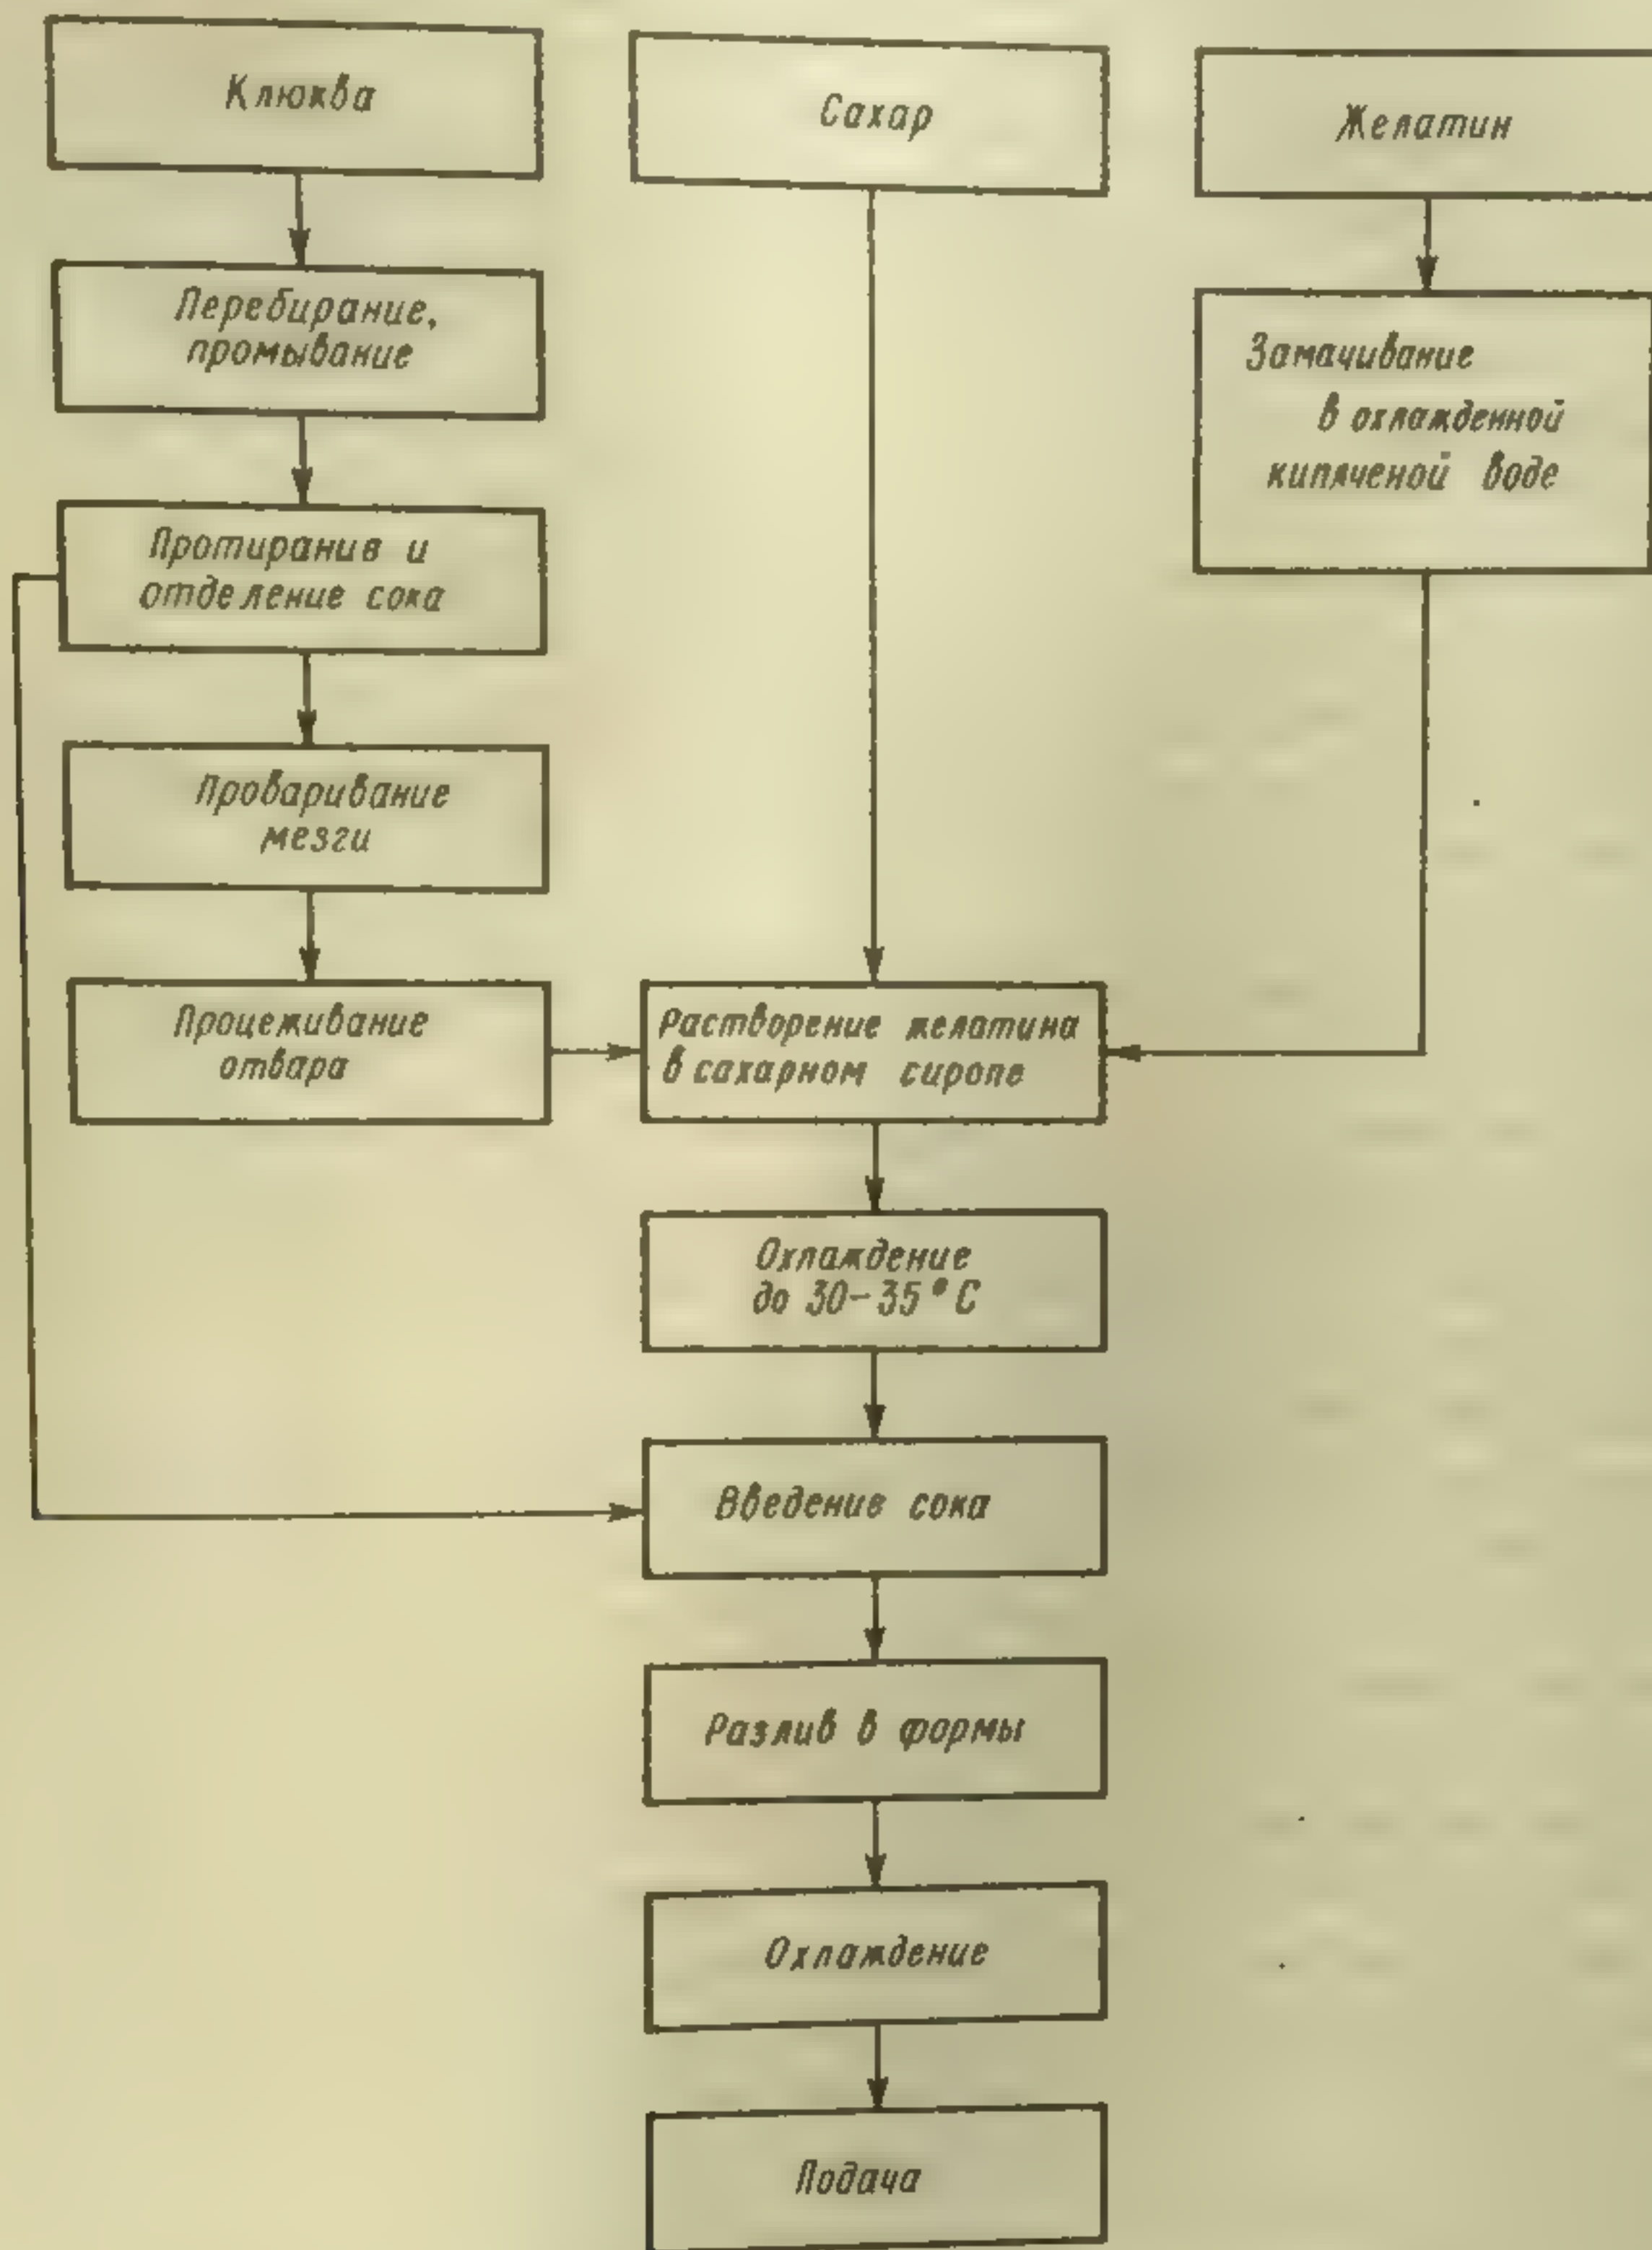 Клюква
Сахар
Желатин
Перебирание,
промывание
Замачивание
в охлажденной
кипяченой воде
Протирание и
отделение сока
Проваривание
мезги
Процеживание
отвара
Растворение желатина
в сахарном сиропе
Охлаждение
до 30-35°С
Введение сока
Разлив в формы
Охлаждение
Подача